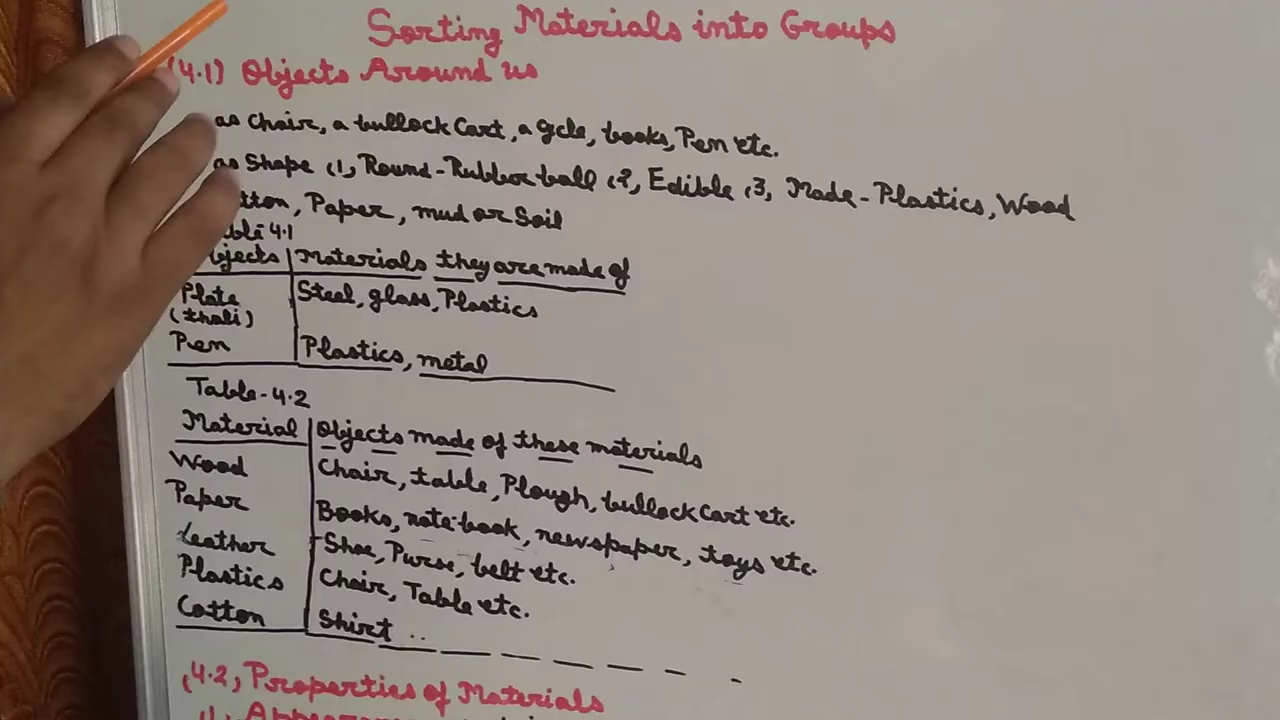 Sorting Materials into Groups
(4.1) Objects Around us
as Chair, a bullock Cart, a cycle, books, Pen etc.
as Shape (1, Round-Rubber ball (2, Edible (3, Made-Plastics, Wood
Paper, mud or Soil
4.1
Materials they are made of
Plate Steel, glass, Plastics
(thali)
Pen Plastics, metal
Table-4.2
Material Objects made of these materials
Wood Chair, table, Plough, bullock Cart etc.
Paper Books, note-book, newspaper, toys etc.
Leather Shoe, Purse, belt etc.
Plastics Chair, Table etc.
Cotton Shirt ..
(4.2, Properties of Materials